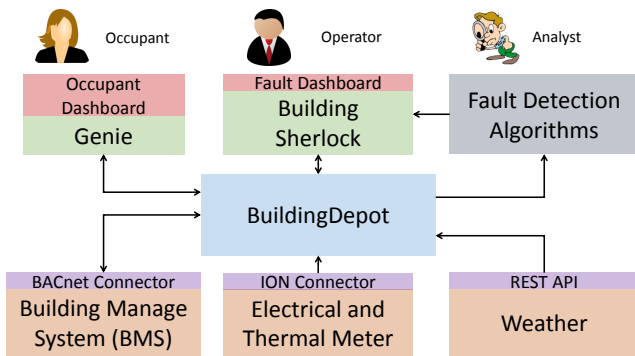 Occupant
Operator
Analyst
Occupant
Dashboard
Genie
Fault Dashboard
Building
Sherlock
Fault Detection
Algorithms
BuildingDepot
BACnet Connector
Building Manage
System (BMS)
ION Connector
Electrical and
Thermal Meter
REST API
Weather